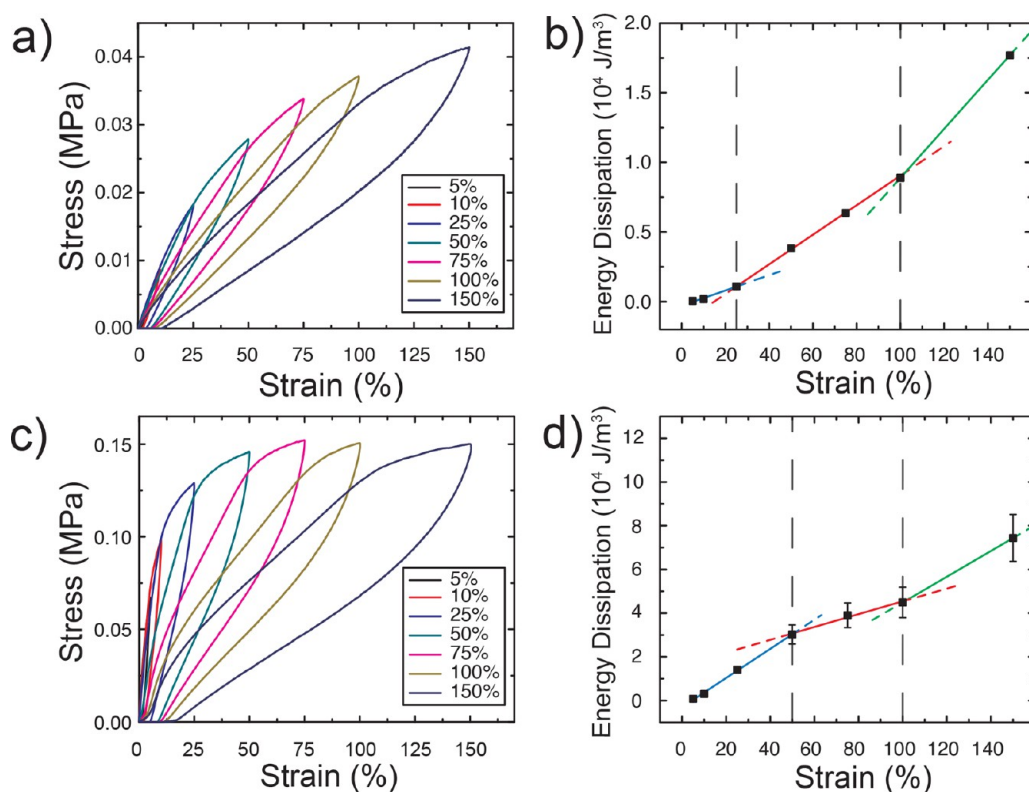 a)
Stress (MPa)
0.04
0.03
0.02
0.01
0.00
5%
10%
25%
50%
75%
100%
150%
0 25 50 75 100 125 150
Strain (%)
b)
Energy Dissipation (10⁴ J/m³)
2.0
1.5
1.0
0.5
0.0
0 20 40 60 80 100 120 140
Strain (%)
c)
Stress (MPa)
0.15
0.10
0.05
0.00
5%
10%
25%
50%
75%
100%
150%
0 25 50 75 100 125 150
Strain (%)
d)
Energy Dissipation (10⁴ J/m³)
12
10
8
6
4
2
0
0 20 40 60 80 100 120 140
Strain (%)